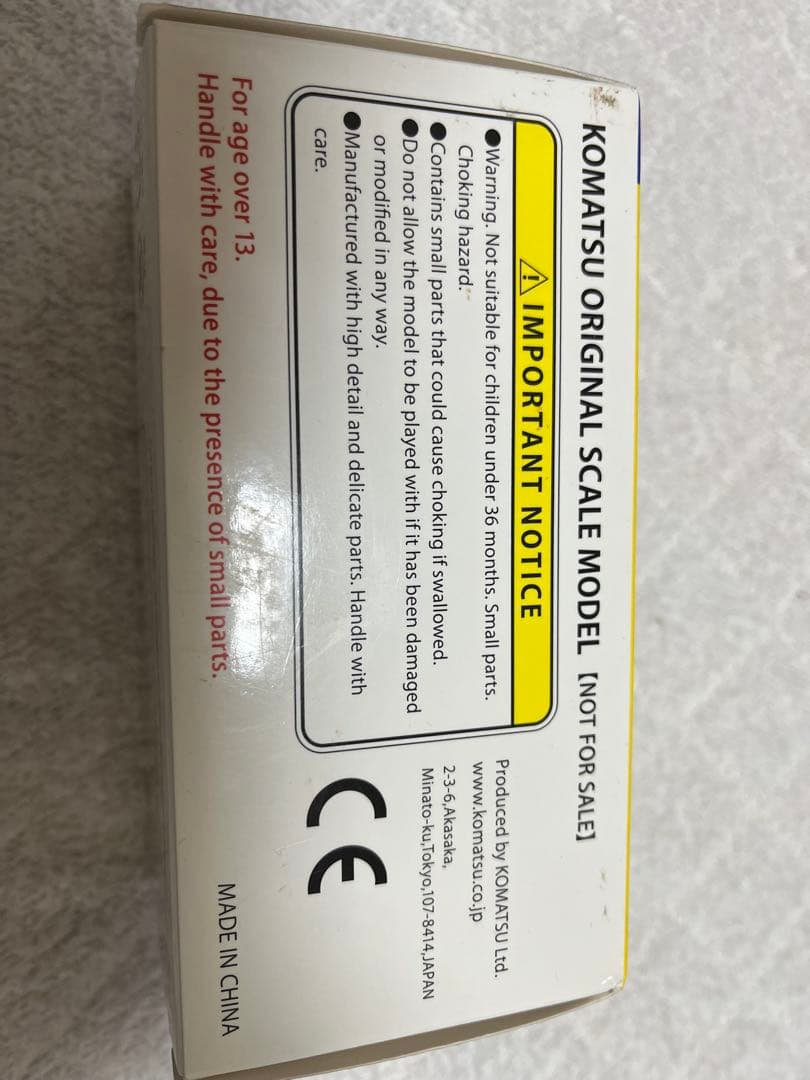 KOMATSU ORIGINAL SCALE MODEL【NOT FOR SALE】
IMPORTANT NOTICE
●Warning. Not suitable for children under 36 months. Small parts.
Choking hazard.
●Contains small parts that could cause choking if swallowed.
●Do not allow the model to be played with if it has been damaged
or modified in any way.
●Manufactured with high detail and delicate parts. Handle with
care.
For age over 13.
Handle with care, due to the presence of small parts.
Produced by KOMATSU Ltd.
www.komatsu.co.jp
2-3-6,Akasaka,
Minato-ku,Tokyo,107-8414,JAPAN
CE
MADE IN CHINA